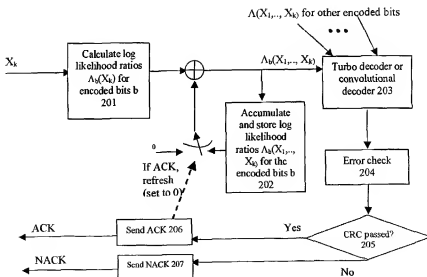 Λ(X₁,.., Xₖ) for other encoded bits
• • •
Xₖ
Calculate log
likelihood ratios
Λb(Xₖ) for
encoded bits b
201
Λb(X₁,.., Xₖ)
Turbo decoder or
convolutional
decoder 203
0
Accumulate
and store log
likelihood
ratios Λb(X₁,..,
Xₖ) for the
encoded bits b
202
If ACK,
refresh
(set to 0)
Error check
204
ACK
Send ACK 206
Yes
CRC passed?
205
NACK
Send NACK 207
No